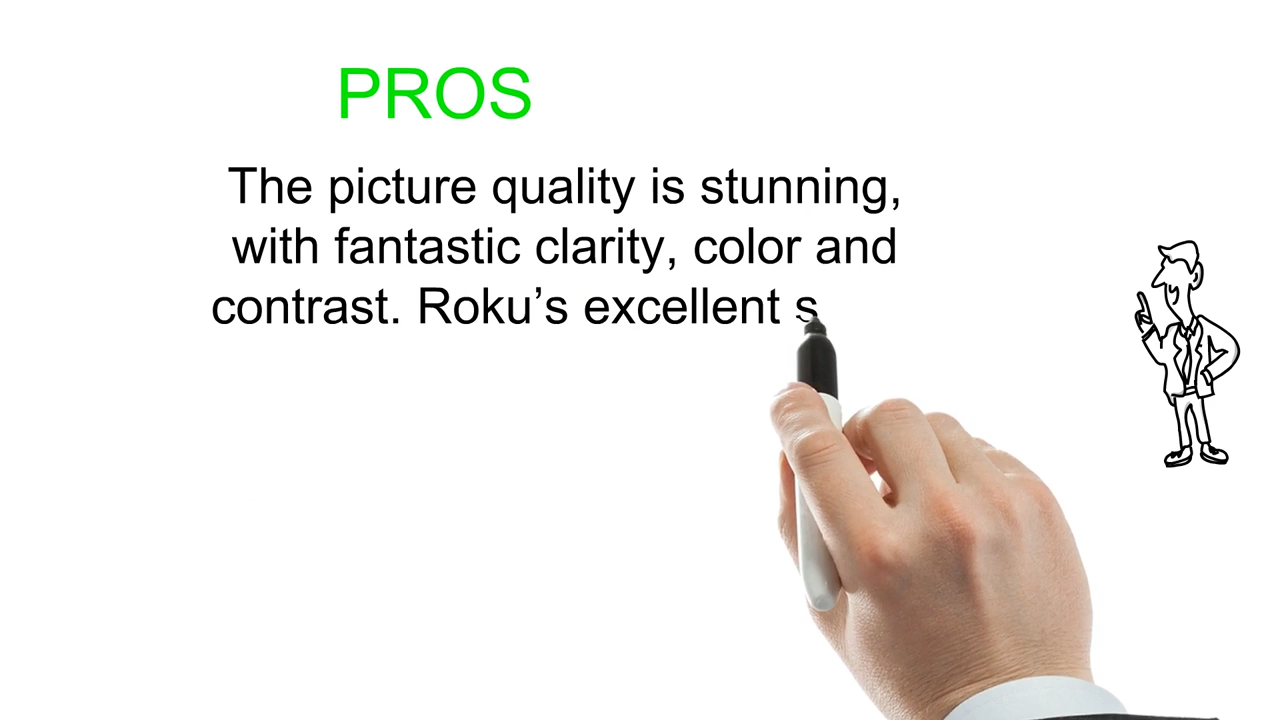 PROS
The picture quality is stunning,
with fantastic clarity, color and
contrast. Roku’s excellent s